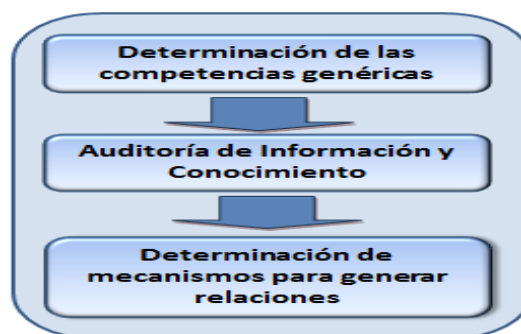 Determinación de las
competencias genéricas
Auditoría de Información y
Conocimiento
Determinación de
mecanismos para generar
relaciones